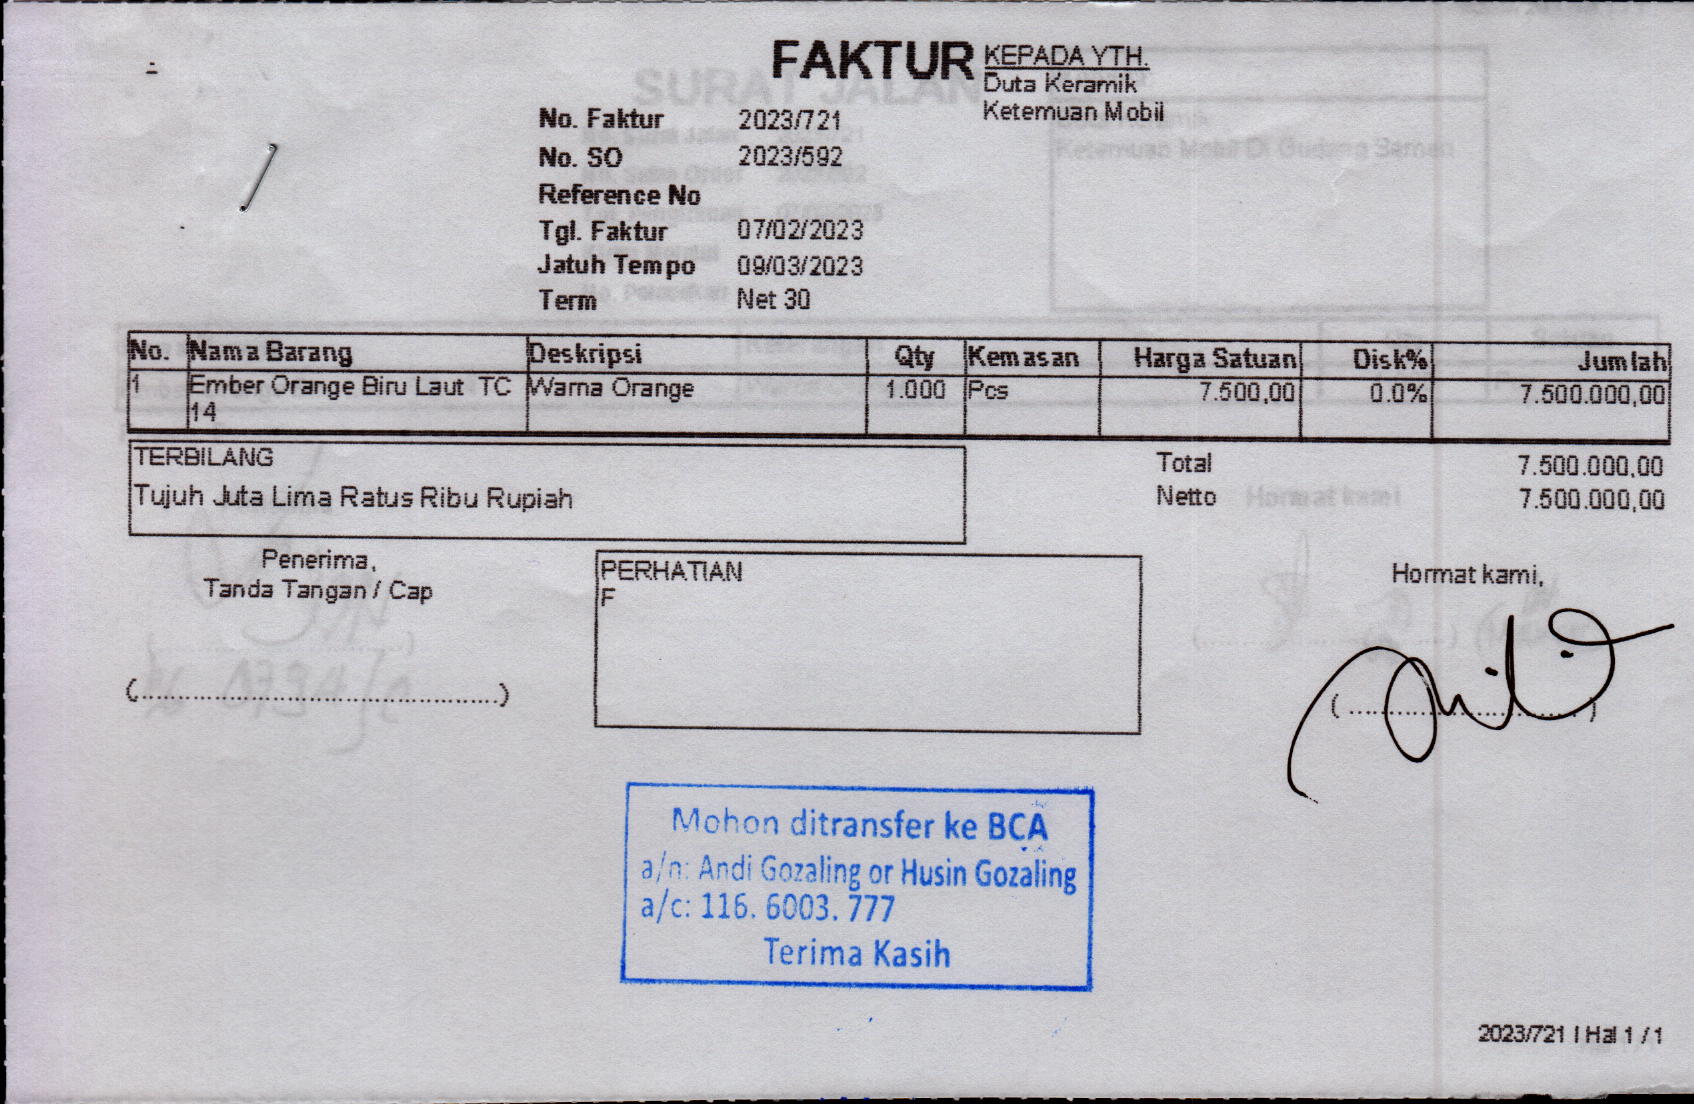 FAKTUR
KEPADA YTH.
Duta Keramik
Ketemuan Mobil
No. Faktur 2023/721
No. SO 2023/592
Reference No
Tgl. Faktur 07/02/2023
Jatuh Tempo 09/03/2023
Term Net 30
No. Nama Barang Deskripsi Qty Kemasan Harga Satuan Disk% Jumlah
1 Ember Orange Biru Laut TC Warna Orange 1.000 Pcs 7.500,00 0.0% 7.500.000,00
14
TERBILANG
Tujuh Juta Lima Ratus Ribu Rupiah
Total 7.500.000,00
Netto 7.500.000,00
Penerima,
Tanda Tangan / Cap
PERHATIAN
F
Hormat kami,
Mohon ditransfer ke BCA
a/n: Andi Gozaling or Husin Gozaling
a/c: 116. 6003. 777
Terima Kasih
2023/721 | Hal 1 / 1